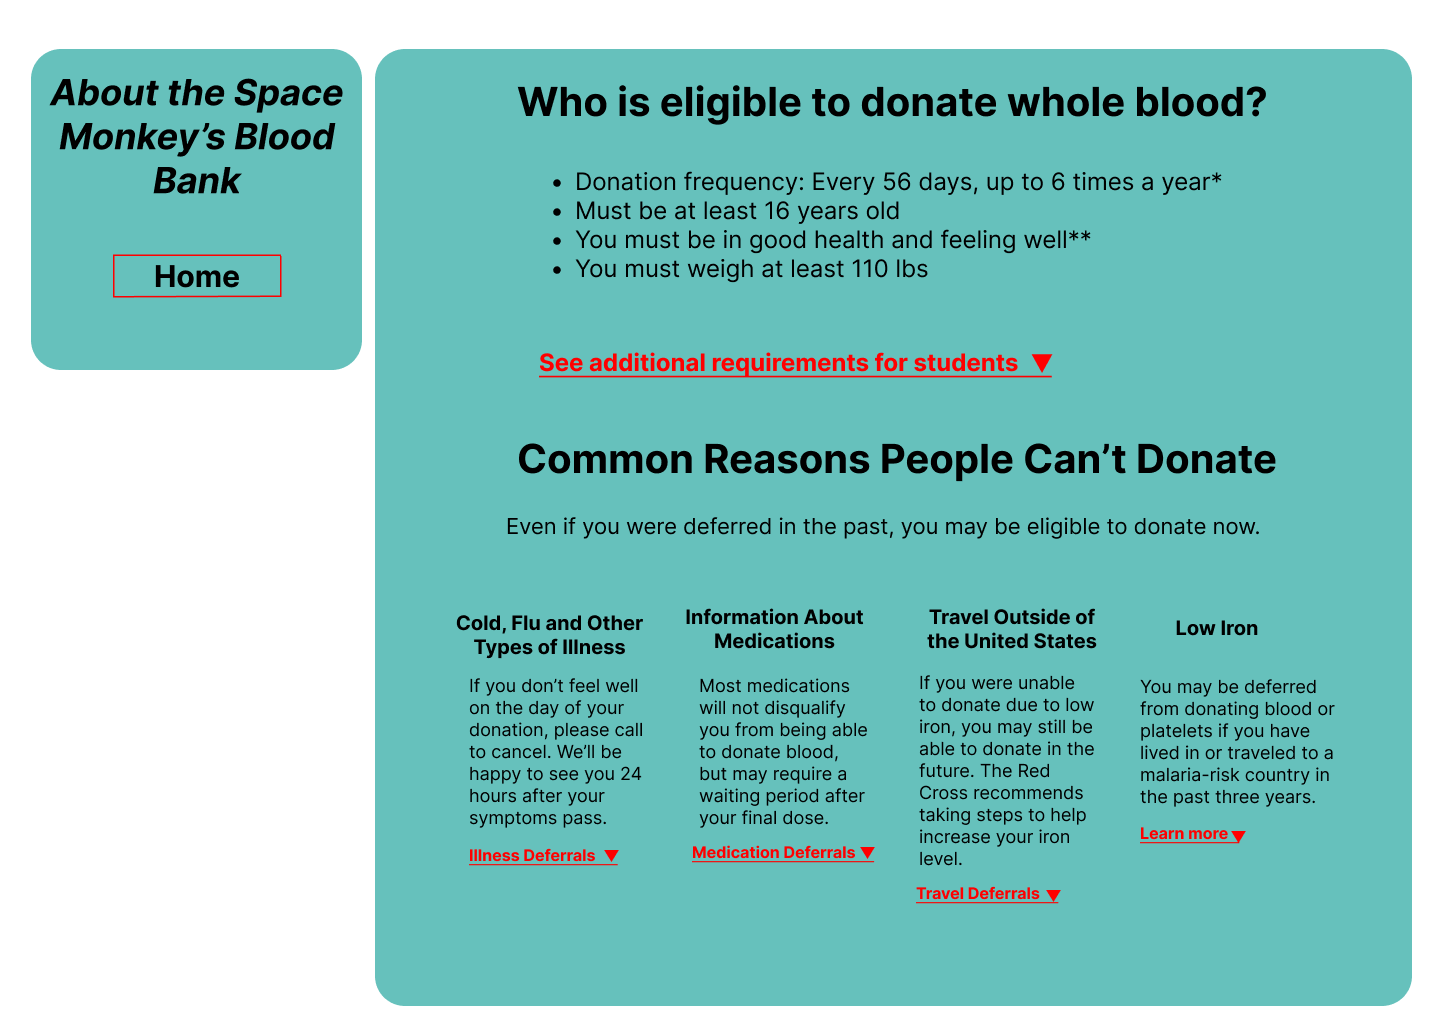 About the Space
Monkey’s Blood
Bank
Home
Who is eligible to donate whole blood?
• Donation frequency: Every 56 days, up to 6 times a year*
• Must be at least 16 years old
• You must be in good health and feeling well**
• You must weigh at least 110 lbs
See additional requirements for students ▼
Common Reasons People Can’t Donate
Even if you were deferred in the past, you may be eligible to donate now.
Cold, Flu and Other
Types of Illness
If you don’t feel well
on the day of your
donation, please call
to cancel. We’ll be
happy to see you 24
hours after your
symptoms pass.
Illness Deferrals ▼
Information About
Medications
Most medications
will not disqualify
you from being able
to donate blood,
but may require a
waiting period after
your final dose.
Medication Deferrals ▼
Travel Outside of
the United States
If you were unable
to donate due to low
iron, you may still be
able to donate in the
future. The Red
Cross recommends
taking steps to help
increase your iron
level.
Travel Deferrals ▼
Low Iron
You may be deferred
from donating blood or
platelets if you have
lived in or traveled to a
malaria-risk country in
the past three years.
Learn more ▼